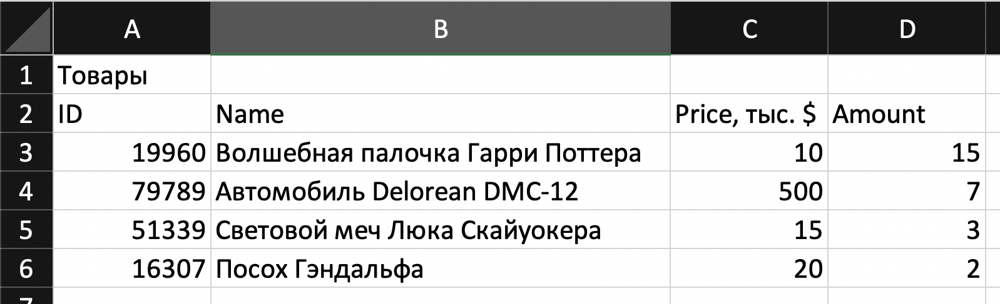 A B C D
1 Товары
2 ID Name Price, тыс. $ Amount
3 19960 Волшебная палочка Гарри Поттера 10 15
4 79789 Автомобиль Delorean DMC-12 500 7
5 51339 Световой меч Люка Скайуокера 15 3
6 16307 Посох Гэндальфа 20 2
7